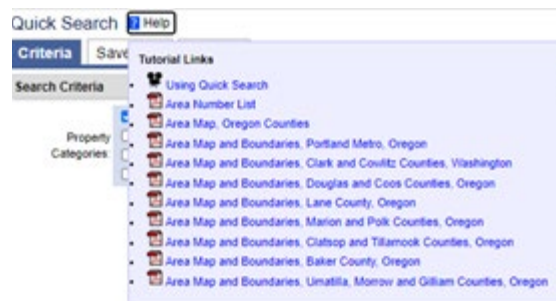 Quick Search ? Help
Criteria Save
Tutorial Links
Search Criteria
Using Quick Search
Area Number List
Area Map, Oregon Counties
Property Categories:
Area Map and Boundaries, Portland Metro, Oregon
Area Map and Boundaries, Clark and Cowlitz Counties, Washington
Area Map and Boundaries, Douglas and Coos Counties, Oregon
Area Map and Boundaries, Lane County, Oregon
Area Map and Boundaries, Marion and Polk Counties, Oregon
Area Map and Boundaries, Clatsop and Tillamook Counties, Oregon
Area Map and Boundaries, Baker County, Oregon
Area Map and Boundaries, Umatilla, Morrow and Gilliam Counties, Oregon